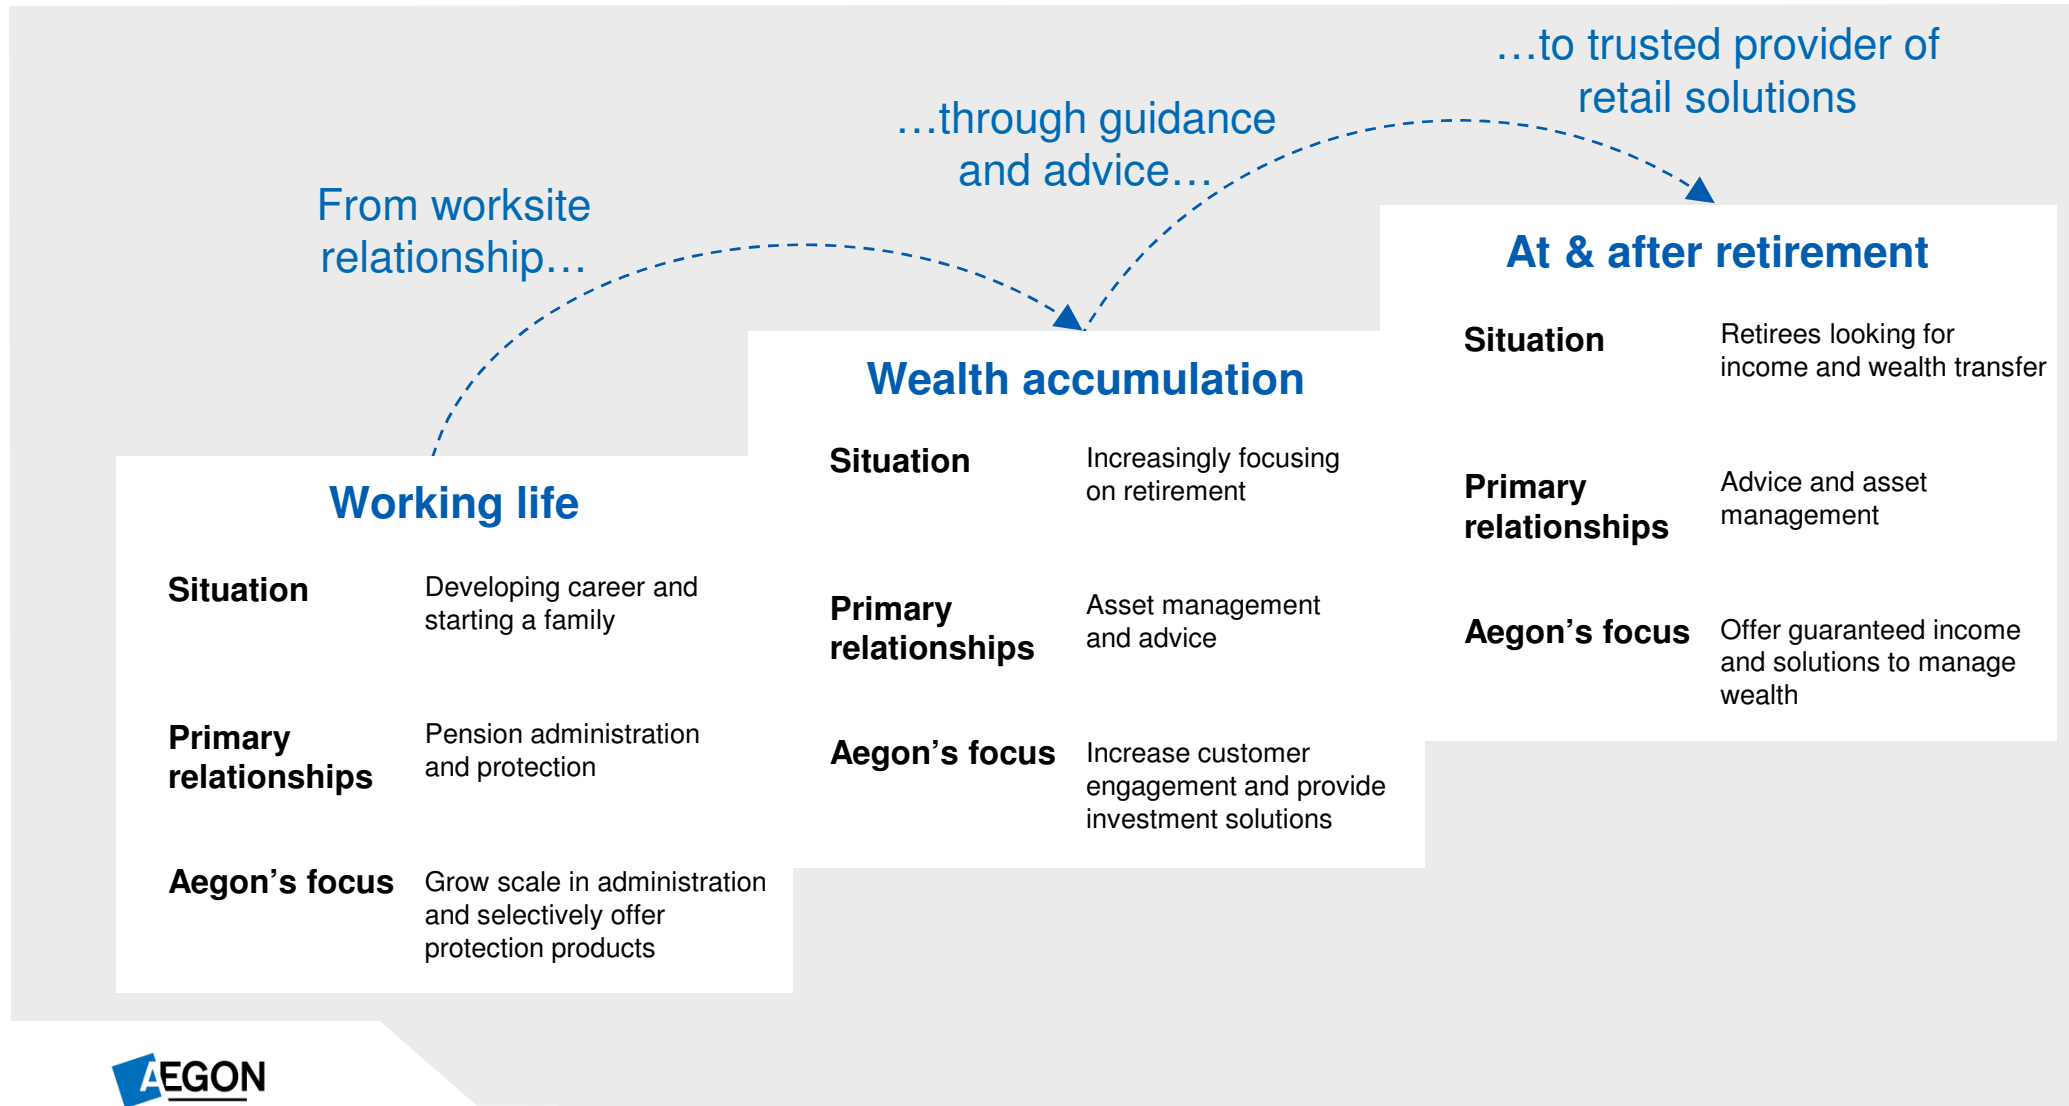 From worksite
relationship…
…through guidance
and advice…
…to trusted provider of
retail solutions
Working life
Situation
Developing career and
starting a family
Primary
relationships
Pension administration
and protection
Aegon’s focus
Grow scale in administration
and selectively offer
protection products
Wealth accumulation
Situation
Increasingly focusing
on retirement
Primary
relationships
Asset management
and advice
Aegon’s focus
Increase customer
engagement and provide
investment solutions
At & after retirement
Situation
Retirees looking for
income and wealth transfer
Primary
relationships
Advice and asset
management
Aegon’s focus
Offer guaranteed income
and solutions to manage
wealth
AEGON